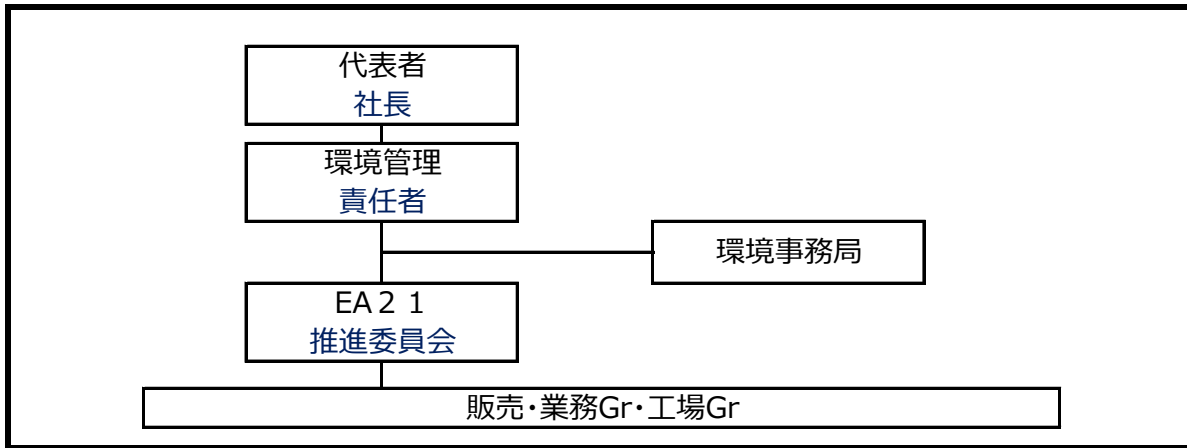 代表者
社長
環境管理
責任者
環境事務局
EA２１
推進委員会
販売・業務Gr・工場Gr